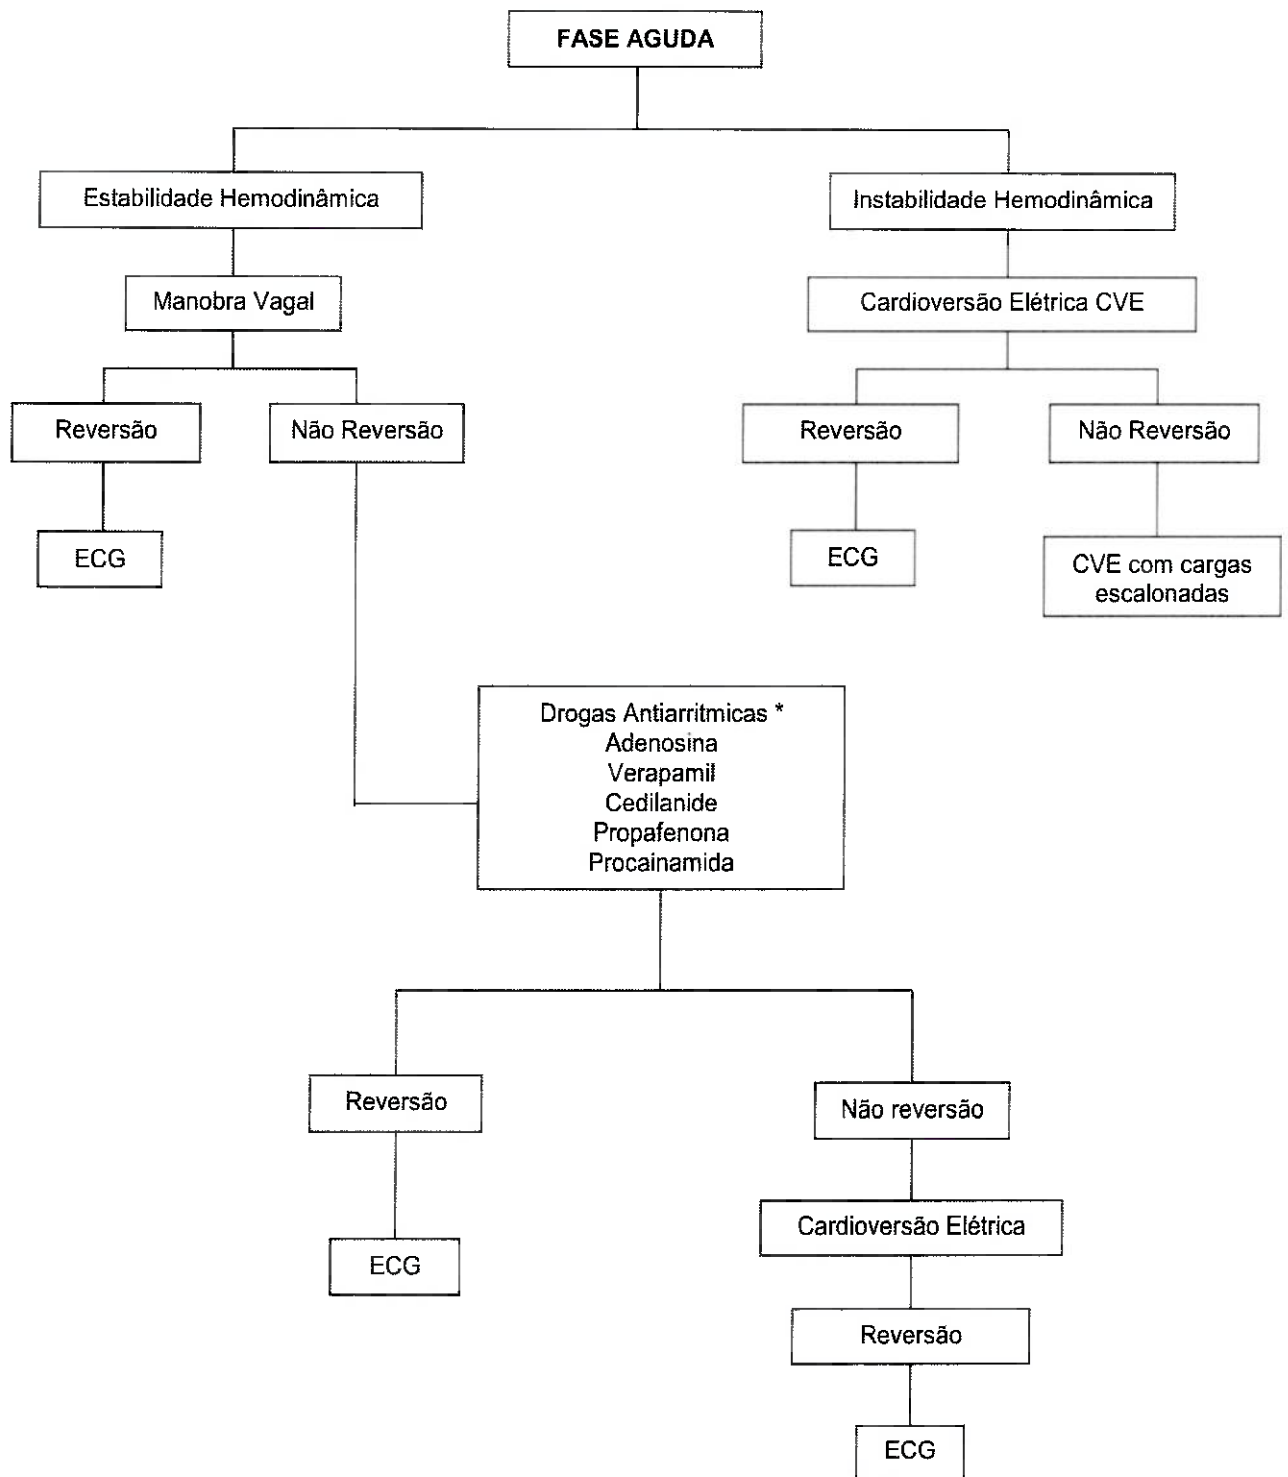 FASE AGUDA
Estabilidade Hemodinâmica
Instabilidade Hemodinâmica
Manobra Vagal
Cardioversão Elétrica CVE
Reversão
Não Reversão
Reversão
Não Reversão
ECG
ECG
CVE com cargas
escalonadas
Drogas Antiarritmicas *
Adenosina
Verapamil
Cedilanide
Propafenona
Procainamida
Reversão
Não reversão
Cardioversão Elétrica
ECG
Reversão
ECG